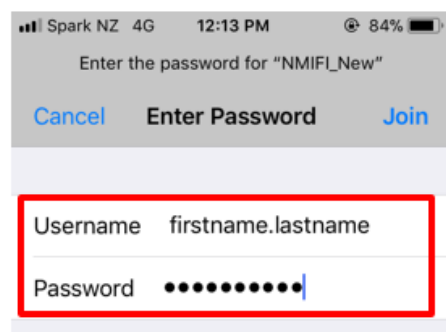 Spark NZ 4G 12:13 PM 84%
Enter the password for “NMIFI_New”
Cancel Enter Password Join
Username firstname.lastname
Password ●●●●●●●●●●